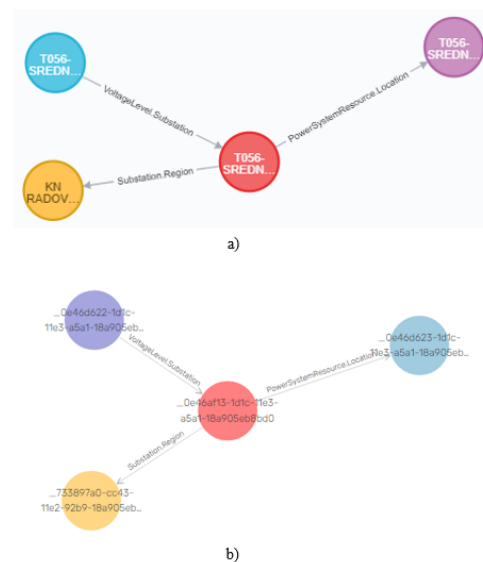 T056-
SREDN...
T056-
SREDN...
VoltageLevel.Substation
PowerSystemResource.Location
T056-
SREDN...
Substation.Region
KN
RADOV...
a)
_0e46d622-1d1c-
11e3-a5a1-18a905eb...
_0e46d623-1d1c-
11e3-a5a1-18a905eb...
VoltageLevel.Substation
PowerSystemResource.Location
_0e46af13-1d1c-11e3-
a5a1-18a905eb8bd0
Substation.Region
_733897a0-cc43-
11e2-92b9-18a905eb...
b)